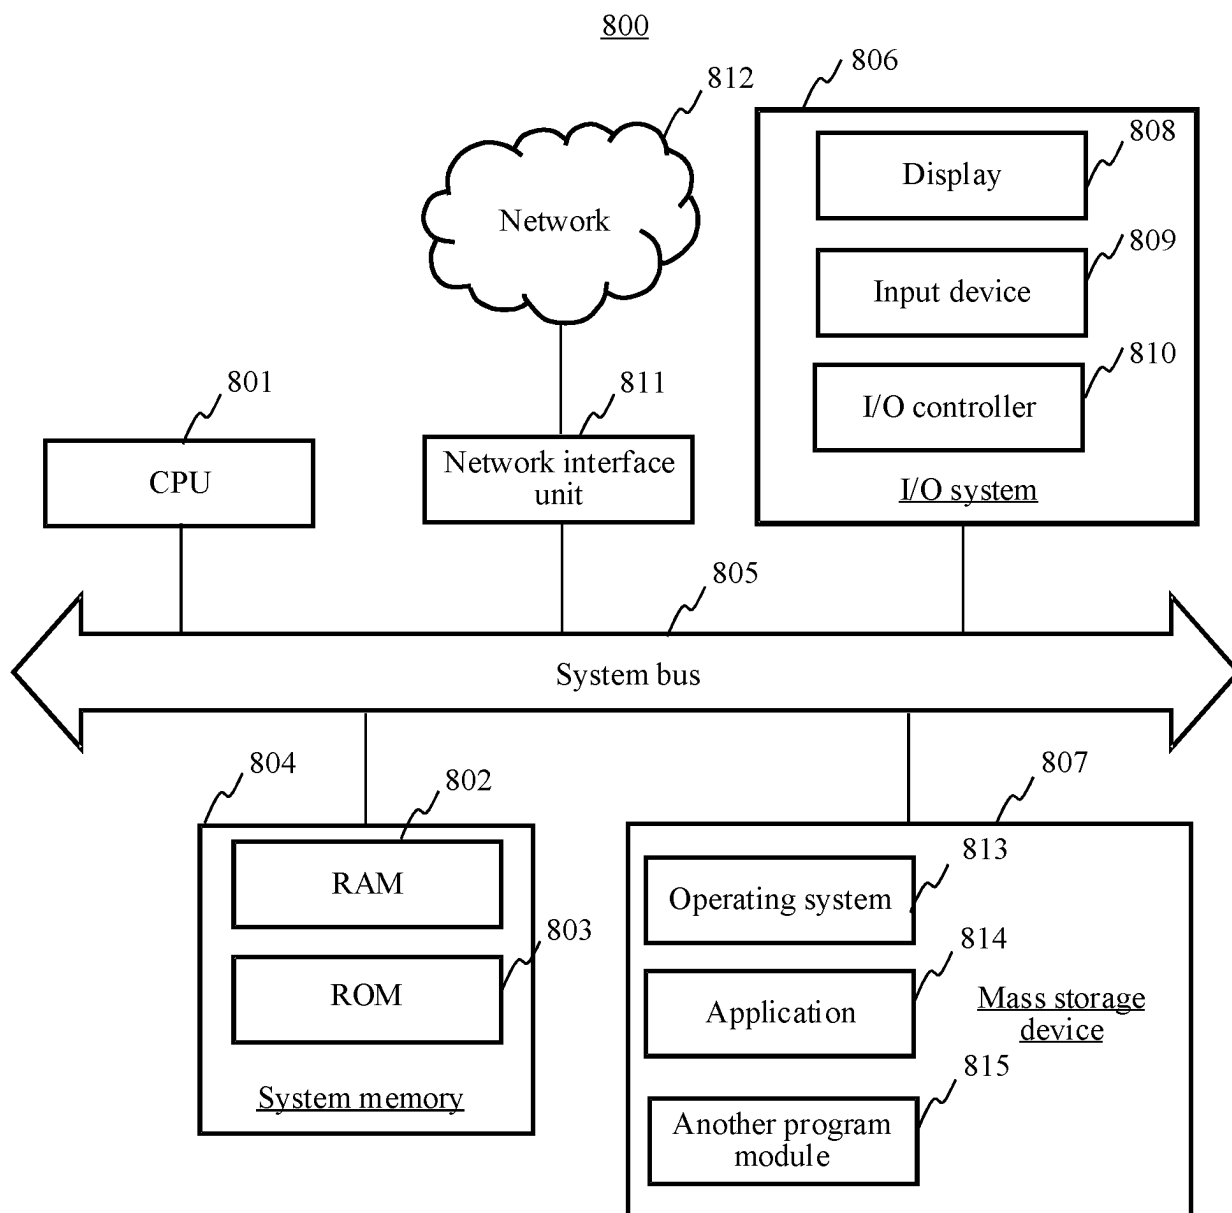 800
812
806
Display
808
Network
Input device
809
801
811
I/O controller
810
CPU
Network interface
unit
I/O system
805
System bus
804
802
807
RAM
Operating system
813
803
ROM
Application
814
Mass storage
device
System memory
815
Another program
module